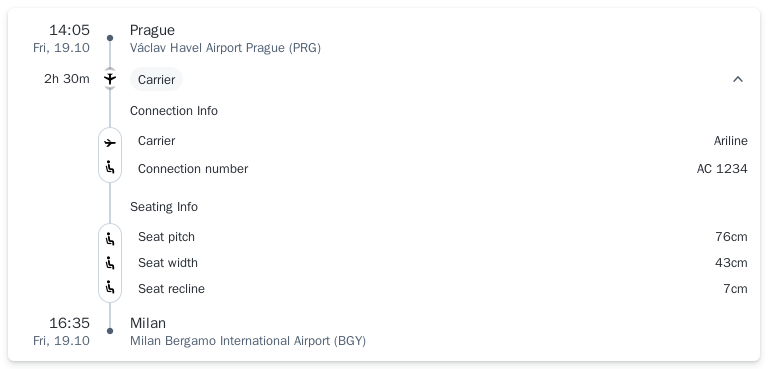 14:05 Prague
Fri, 19.10 Václav Havel Airport Prague (PRG)
2h 30m Carrier
Connection Info
Carrier Ariline
Connection number AC 1234
Seating Info
Seat pitch 76cm
Seat width 43cm
Seat recline 7cm
16:35 Milan
Fri, 19.10 Milan Bergamo International Airport (BGY)